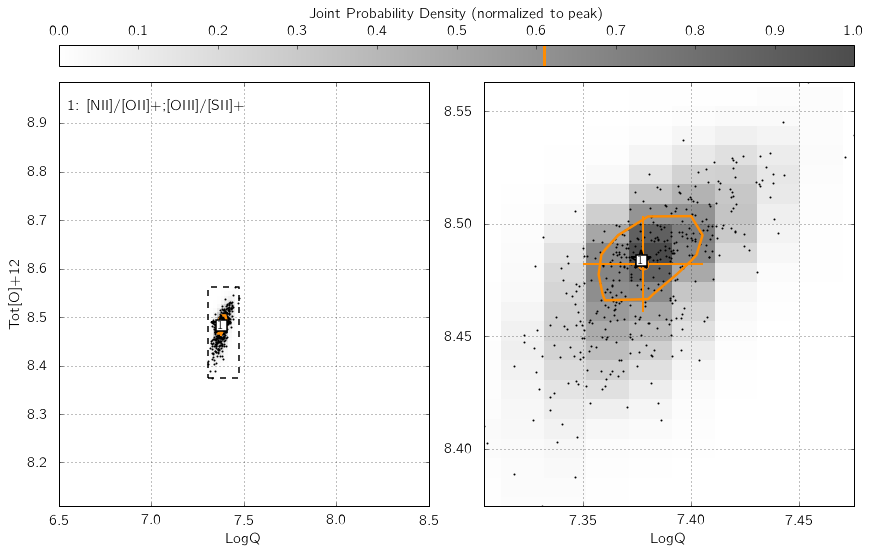 Joint Probability Density (normalized to peak)
0.0 0.1 0.2 0.3 0.4 0.5 0.6 0.7 0.8 0.9 1.0
1: [NII]/[OII]+;[OIII]/[SII]+
Tot[O]+12
8.9
8.8
8.7
8.6
8.5
8.4
8.3
8.2
1
6.5 7.0 7.5 8.0 8.5
LogQ
8.55
8.50
8.45
8.40
1
7.35 7.40 7.45
LogQ